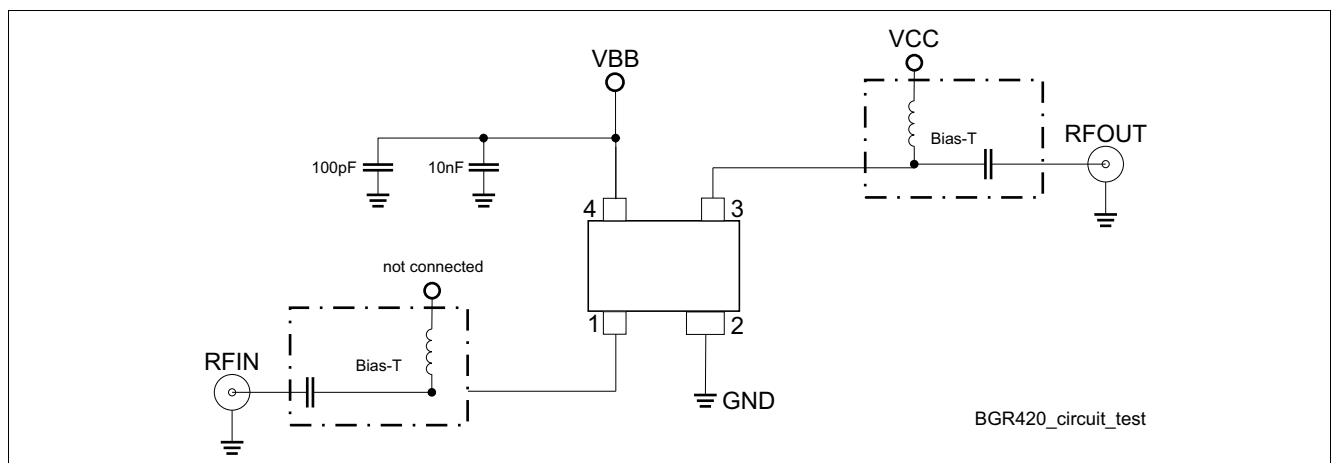 VCC
VBB
Bias-T
RFOUT
100pF
10nF
4
3
not connected
1
2
RFIN
Bias-T
GND
BGR420_circuit_test